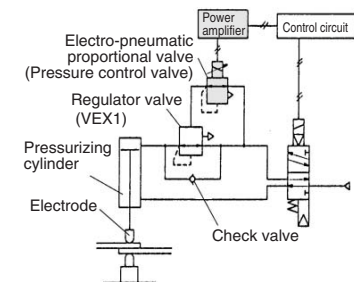 Power
amplifier
Control circuit
Electro-pneumatic
proportional valve
(Pressure control valve)
Regulator valve
(VEX1)
Pressurizing
cylinder
Electrode
Check valve